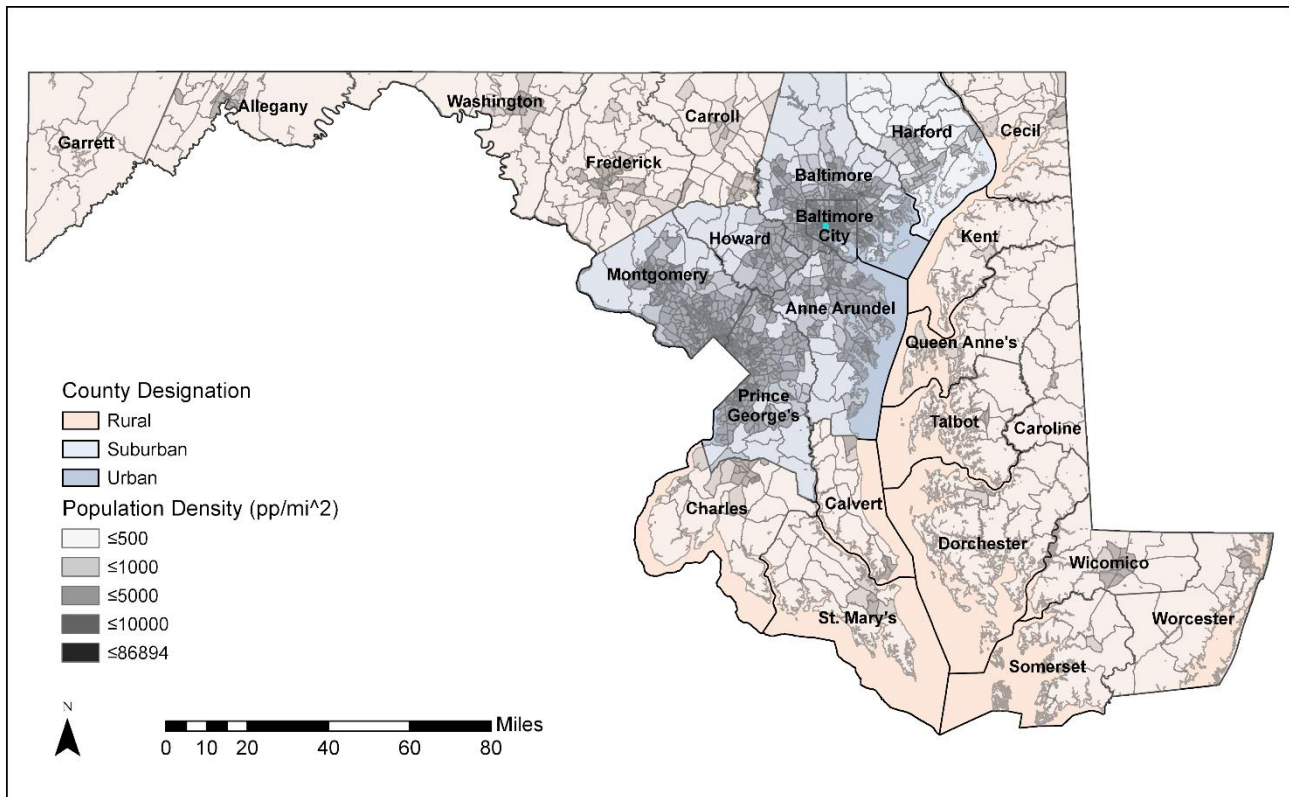 Allegany
Garrett
Washington
Carroll
Frederick
Harford
Cecil
Baltimore
Baltimore
City
Kent
Howard
Montgomery
Anne Arundel
Queen Anne's
Prince
George's
Talbot
Caroline
Charles
Calvert
Dorchester
Wicomico
St. Mary's
Worcester
Somerset
County Designation
Rural
Suburban
Urban
Population Density (pp/mi^2)
≤500
≤1000
≤5000
≤10000
≤86894
N
Miles
0 10 20 40 60 80